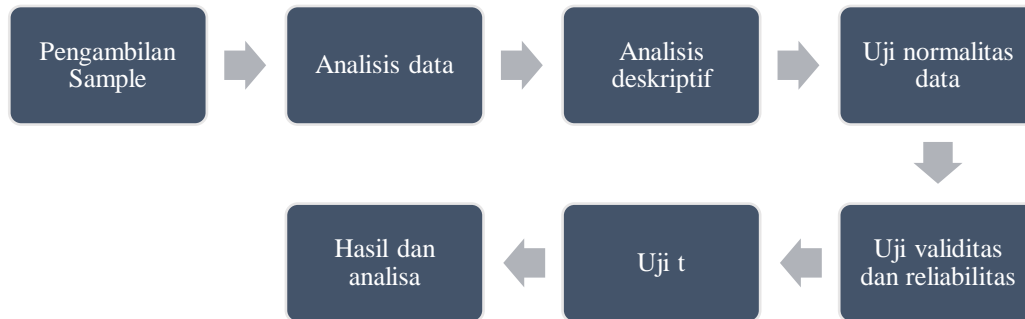 Pengambilan
Sample
Analisis data
Analisis
deskriptif
Uji normalitas
data
Uji validitas
dan reliabilitas
Uji t
Hasil dan
analisa